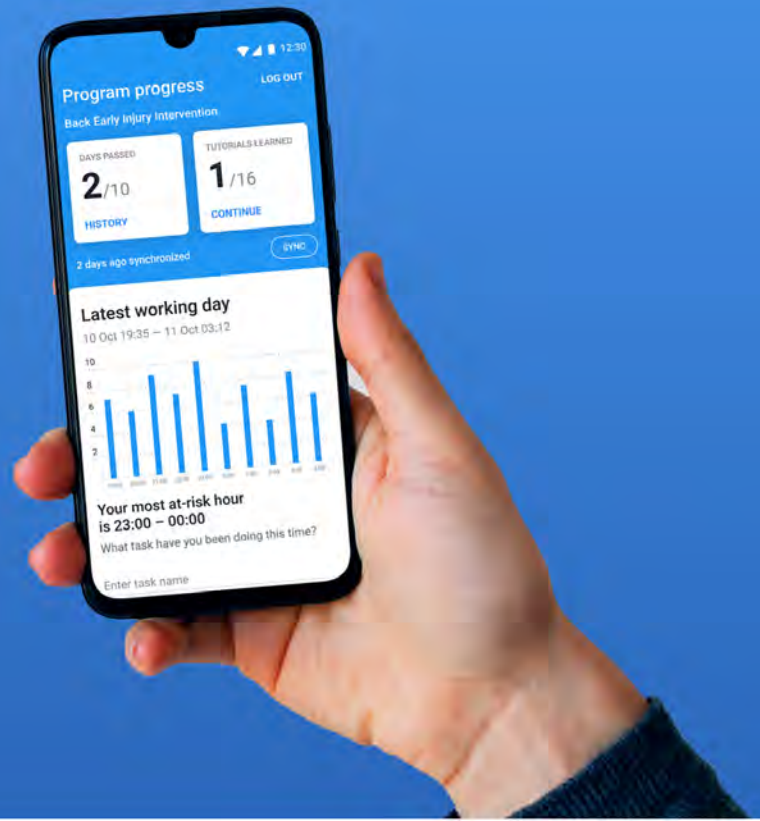 12:30
Program progress
LOG OUT
Back Early Injury Intervention
DAYS PASSED
2/10
HISTORY
TUTORIALS LEARNED
1/16
CONTINUE
2 days ago synchronized
SYNC
Latest working day
10 Oct 19:35 – 11 Oct 03:12
10
8
6
4
2
Your most at-risk hour
is 23:00 – 00:00
What task have you been doing this time?
Enter task name